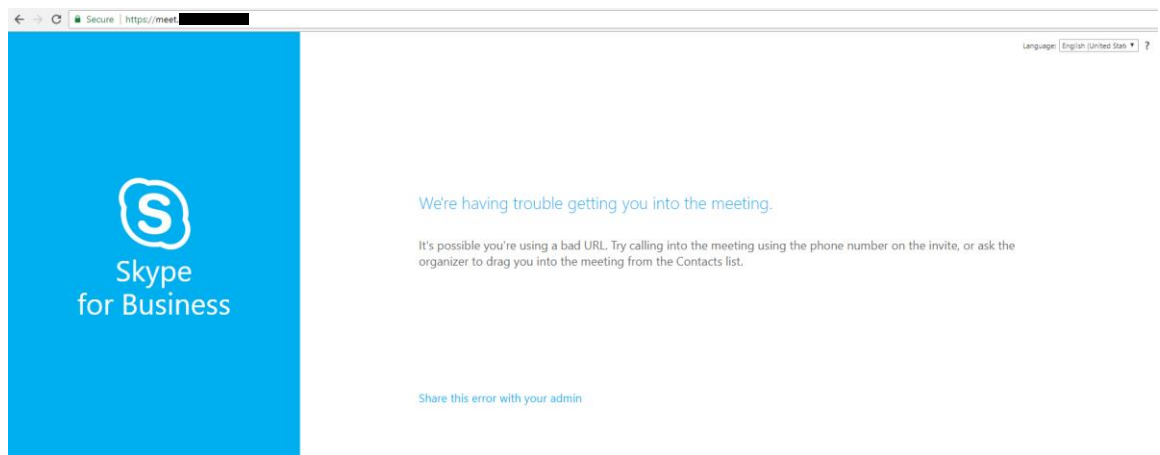 Secure | https://meet.
Language: English (United Stat ?
S
Skype
for Business
We're having trouble getting you into the meeting.
It's possible you're using a bad URL. Try calling into the meeting using the phone number on the invite, or ask the
organizer to drag you into the meeting from the Contacts list.
Share this error with your admin